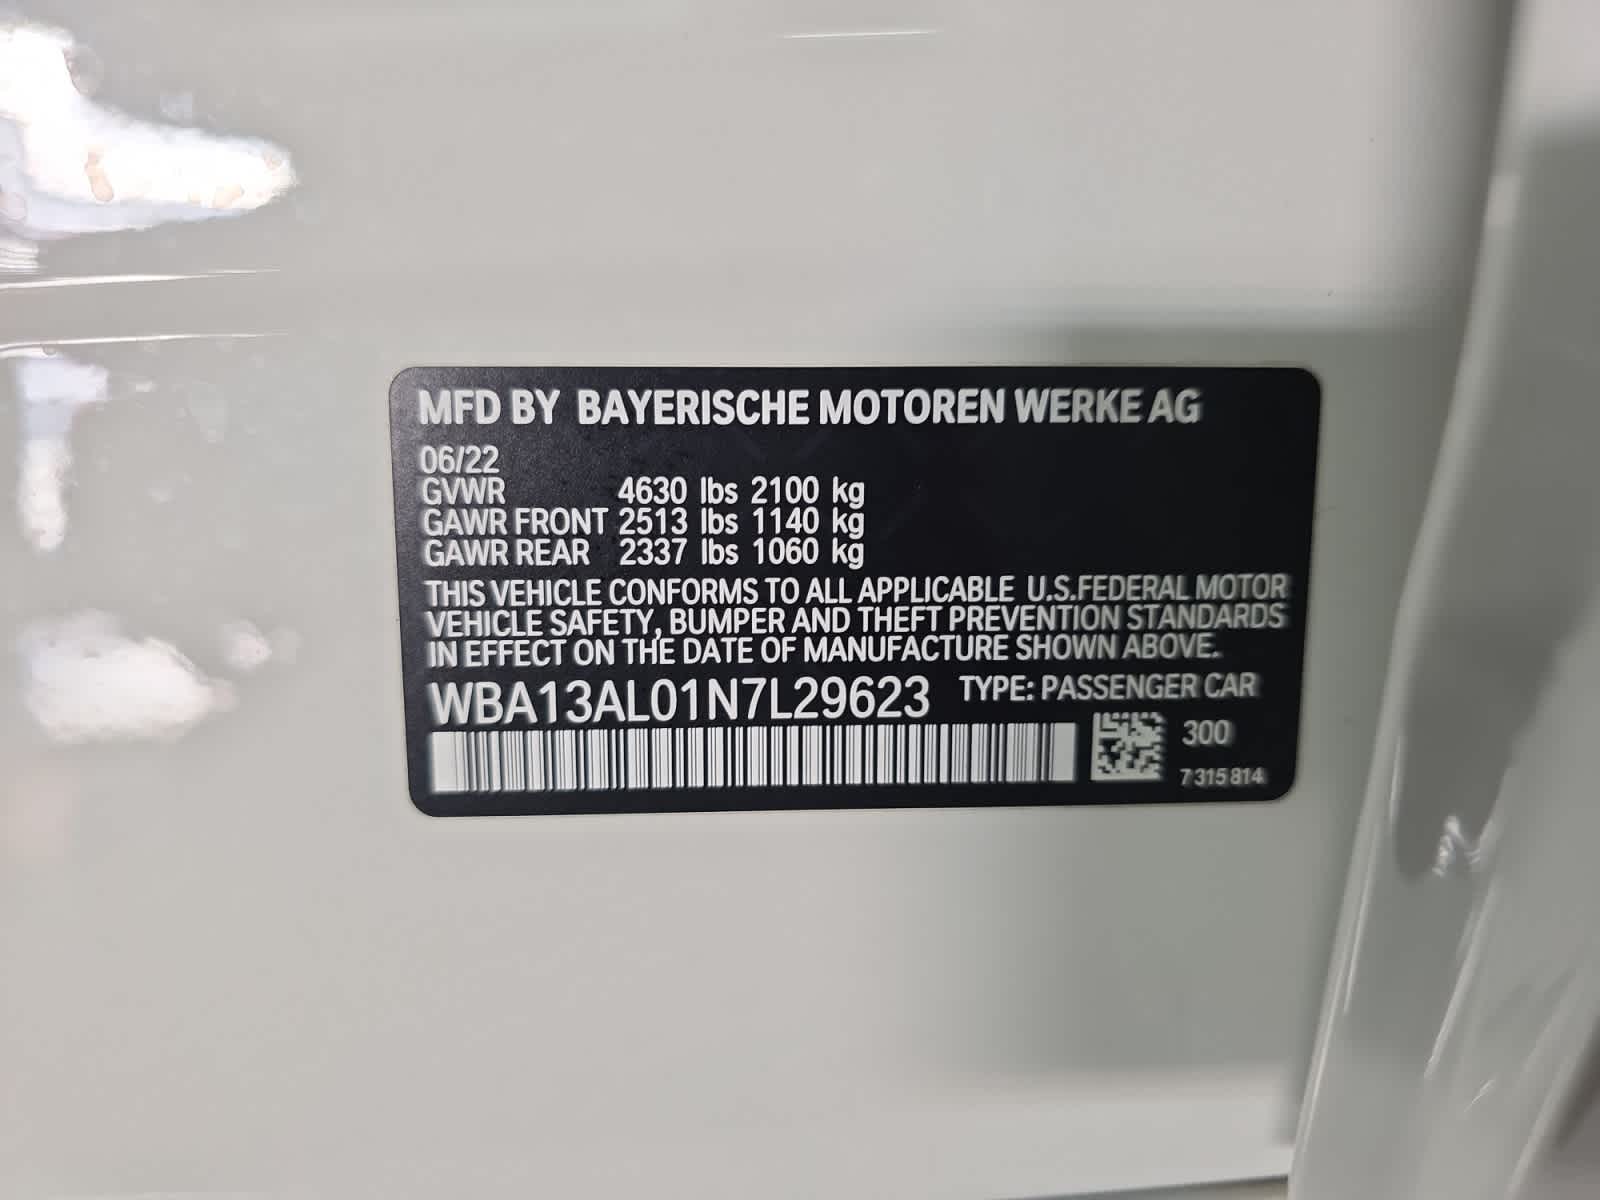 MFD BY BAYERISCHE MOTOREN WERKE AG
06/22
GVWR 4630 lbs 2100 kg
GAWR FRONT 2513 lbs 1140 kg
GAWR REAR 2337 lbs 1060 kg
THIS VEHICLE CONFORMS TO ALL APPLICABLE U.S.FEDERAL MOTOR
VEHICLE SAFETY, BUMPER AND THEFT PREVENTION STANDARDS
IN EFFECT ON THE DATE OF MANUFACTURE SHOWN ABOVE.
WBA13AL01N7L29623 TYPE: PASSENGER CAR
300
7 315 814